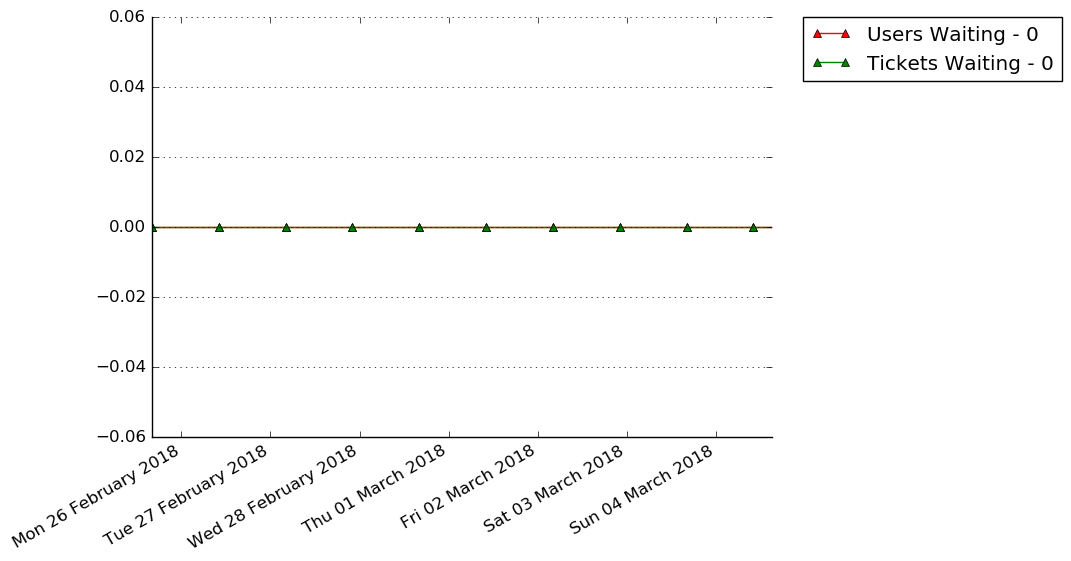 0.06
0.04
0.02
0.00
−0.02
−0.04
−0.06
Mon 26 February 2018
Tue 27 February 2018
Wed 28 February 2018
Thu 01 March 2018
Fri 02 March 2018
Sat 03 March 2018
Sun 04 March 2018
Users Waiting - 0
Tickets Waiting - 0